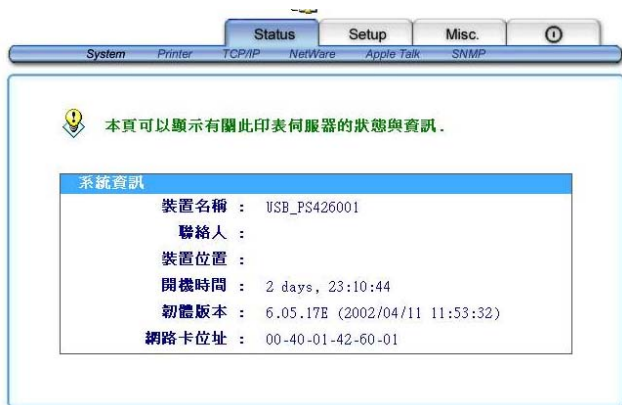 Status Setup Misc.
System Printer TCP/IP NetWare Apple Talk SNMP
本頁可以顯示有關此印表伺服器的狀態與資訊.
系統資訊
裝置名稱 : USB_PS426001
聯絡人 :
裝置位置 :
開機時間 : 2 days, 23:10:44
韌體版本 : 6.05.17E (2002/04/11 11:53:32)
網路卡位址 : 00-40-01-42-60-01